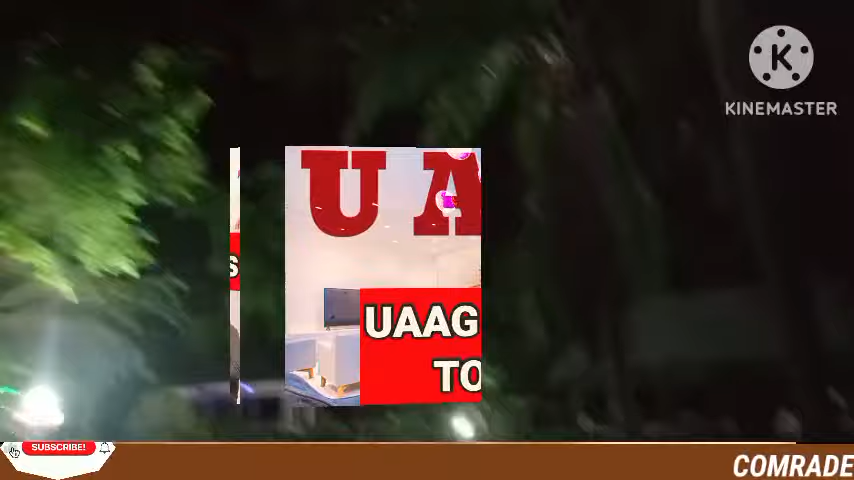 KINEMASTER
U A
S
UAAG
TO
SUBSCRIBE!
COMRADE